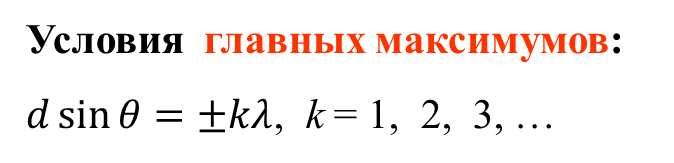 Условия главных максимумов:
d sin θ = ±kλ, k = 1, 2, 3, …